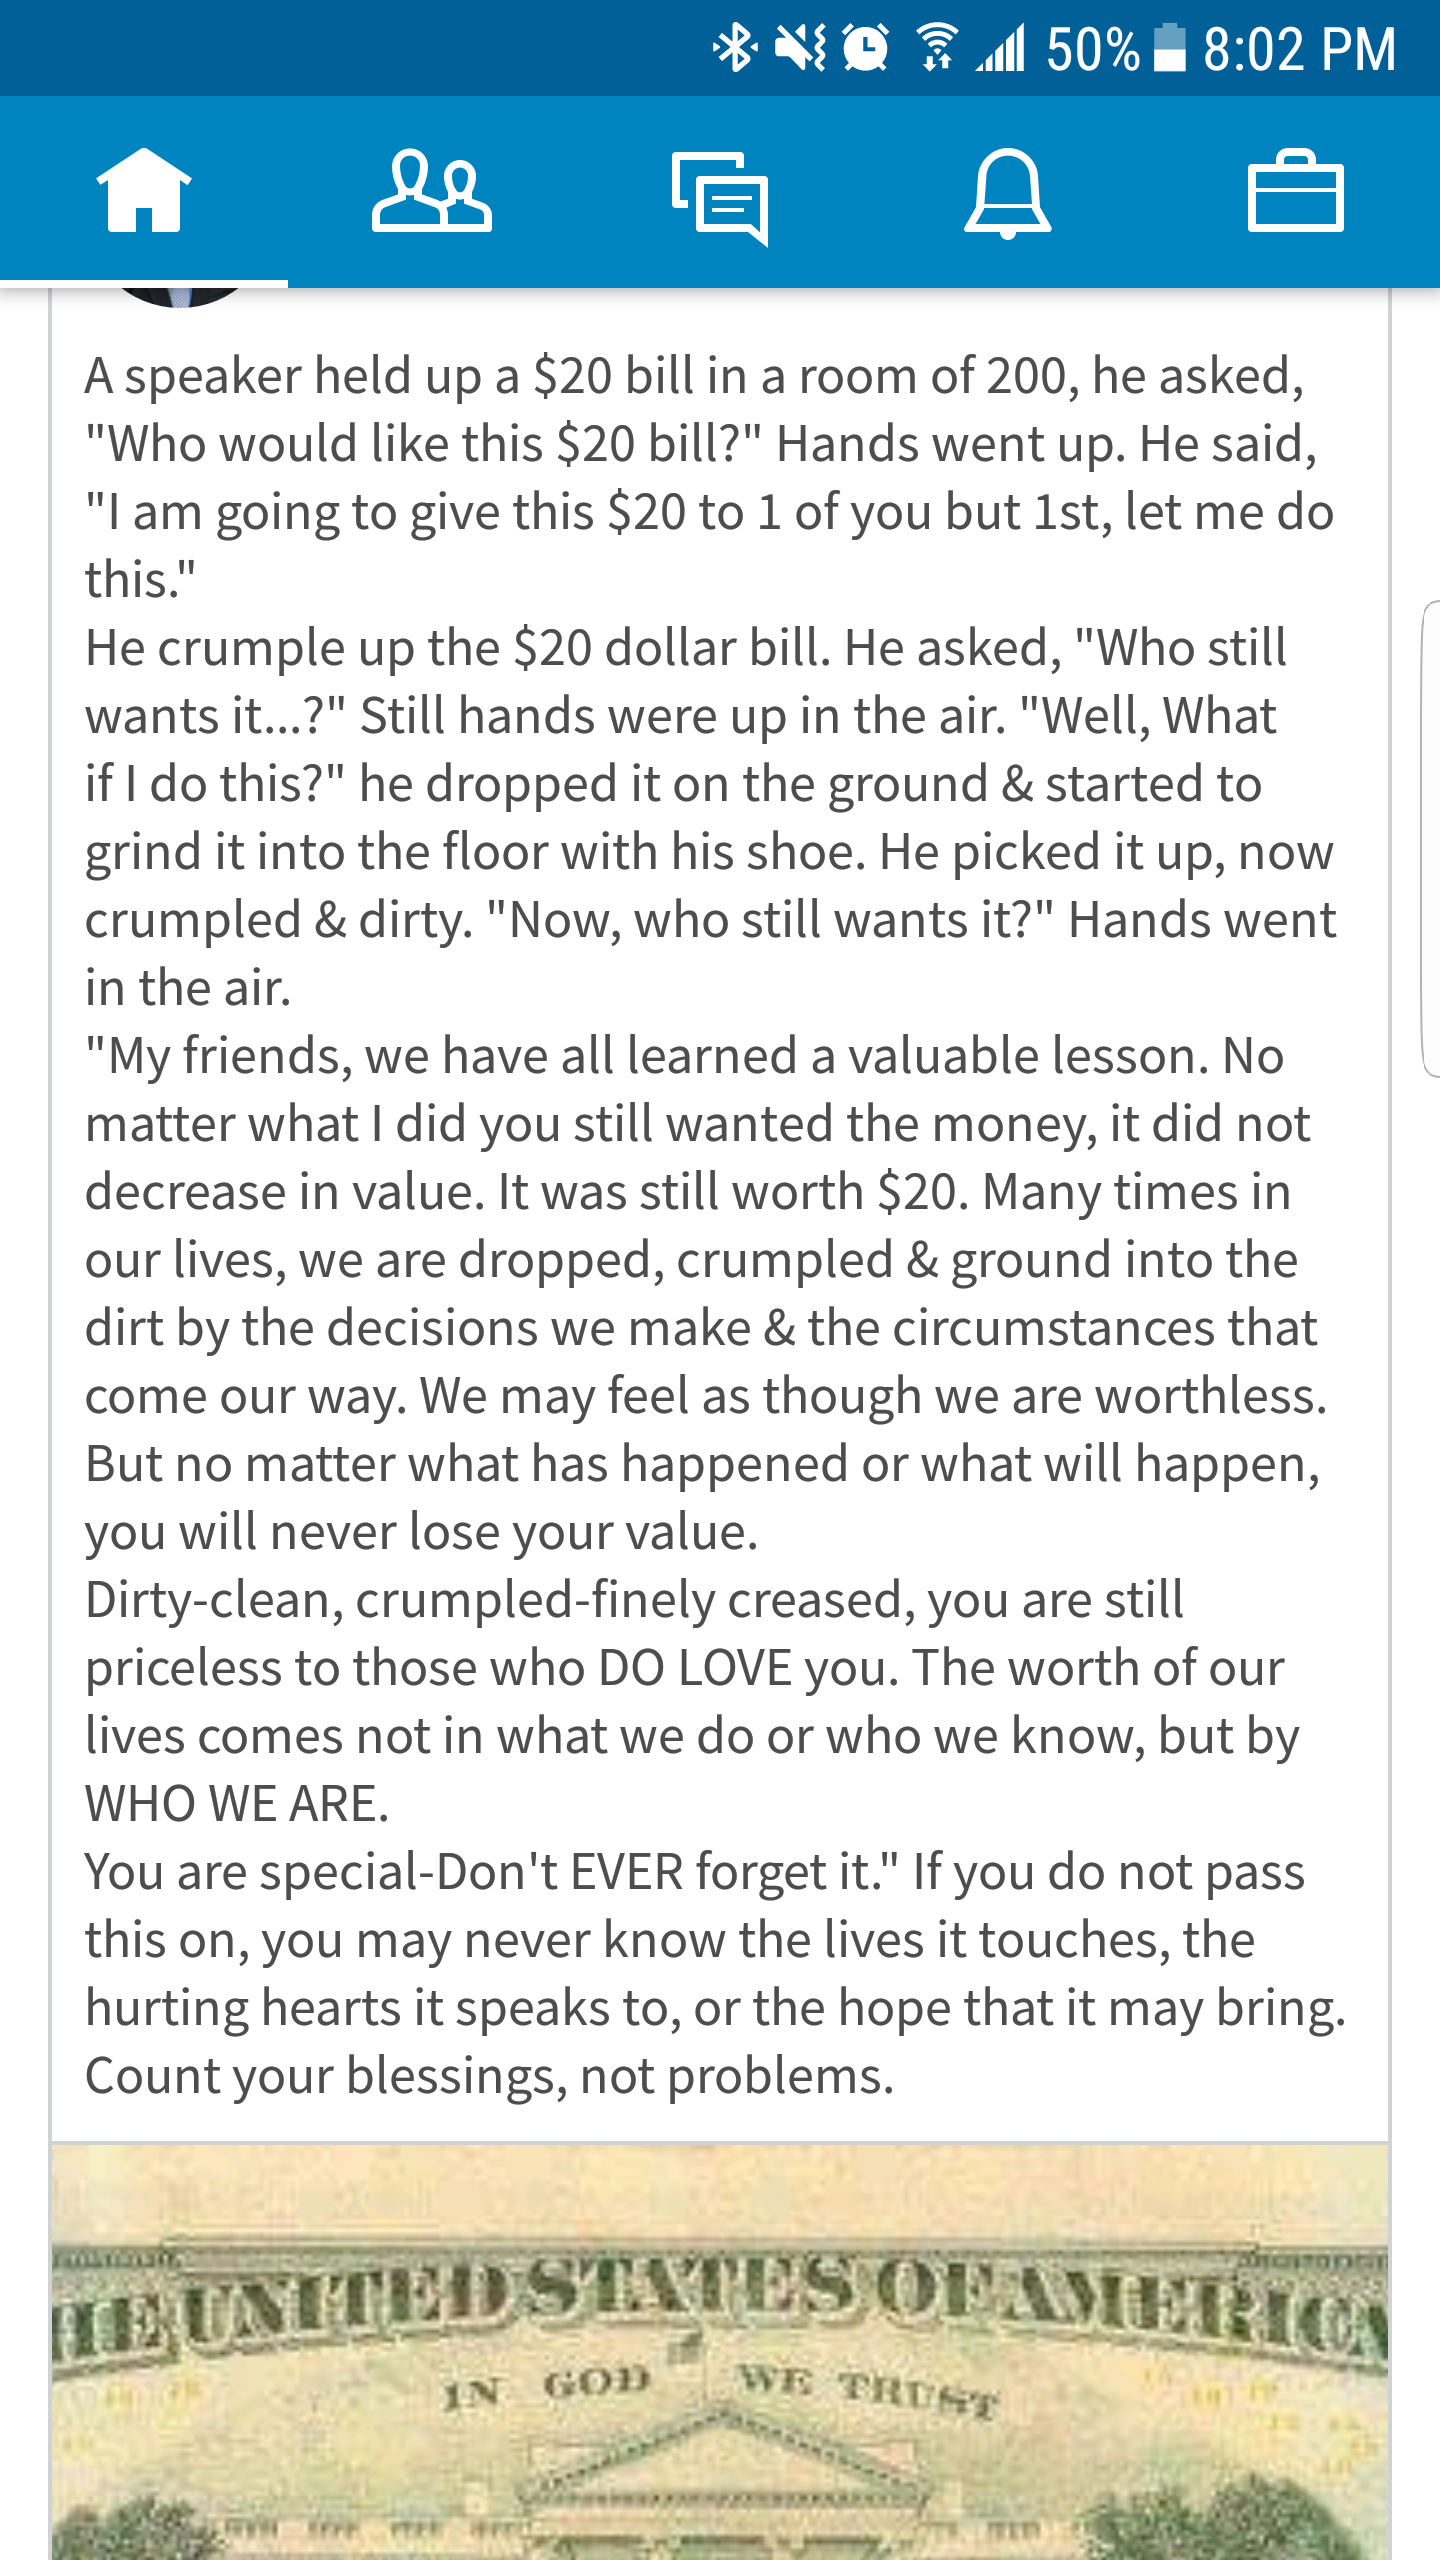 50% 8:02 PM
A speaker held up a $20 bill in a room of 200, he asked,
"Who would like this $20 bill?" Hands went up. He said,
"I am going to give this $20 to 1 of you but 1st, let me do
this."
He crumple up the $20 dollar bill. He asked, "Who still
wants it...?" Still hands were up in the air. "Well, What
if I do this?" he dropped it on the ground & started to
grind it into the floor with his shoe. He picked it up, now
crumpled & dirty. "Now, who still wants it?" Hands went
in the air.
"My friends, we have all learned a valuable lesson. No
matter what I did you still wanted the money, it did not
decrease in value. It was still worth $20. Many times in
our lives, we are dropped, crumpled & ground into the
dirt by the decisions we make & the circumstances that
come our way. We may feel as though we are worthless.
But no matter what has happened or what will happen,
you will never lose your value.
Dirty-clean, crumpled-finely creased, you are still
priceless to those who DO LOVE you. The worth of our
lives comes not in what we do or who we know, but by
WHO WE ARE.
You are special-Don't EVER forget it." If you do not pass
this on, you may never know the lives it touches, the
hurting hearts it speaks to, or the hope that it may bring.
Count your blessings, not problems.
HE UNITED STATES OF AMERICA
IN GOD WE TRUST